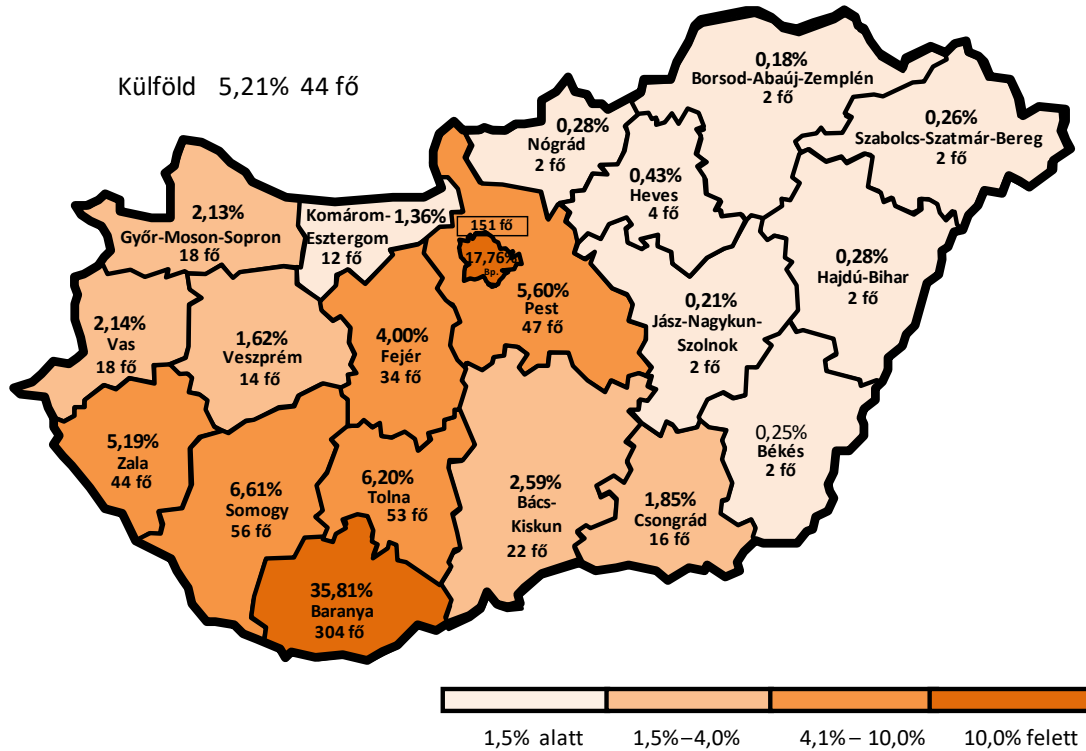 Külföld 5,21% 44 fő
0,18%
Borsod-Abaúj-Zemplén
2 fő
0,26%
Szabolcs-Szatmár-Bereg
2 fő
0,28%
Nógrád
2 fő
0,43%
Heves
4 fő
2,13%
Győr-Moson-Sopron
18 fő
Komárom- 1,36%
Esztergom
12 fő
151 fő
17,76%
Bp.
5,60%
Pest
47 fő
0,21%
Jász-Nagykun-
Szolnok
2 fő
0,28%
Hajdú-Bihar
2 fő
2,14%
Vas
18 fő
1,62%
Veszprém
14 fő
4,00%
Fejér
34 fő
5,19%
Zala
44 fő
6,61%
Somogy
56 fő
6,20%
Tolna
53 fő
2,59%
Bács-
Kiskun
22 fő
1,85%
Csongrád
16 fő
0,25%
Békés
2 fő
35,81%
Baranya
304 fő
1,5% alatt
1,5%–4,0%
4,1% – 10,0%
10,0% felett